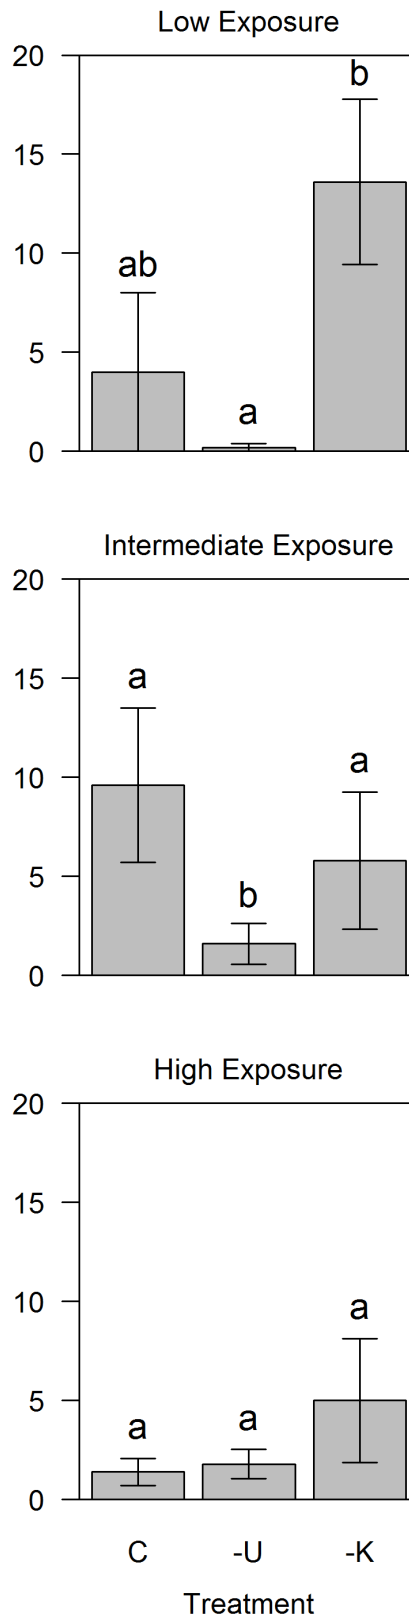 Low Exposure
20
b
15
ab
10
5
a
0
Intermediate Exposure
20
a
15
a
10
5
b
0
High Exposure
20
15
10
a
5
a
a
0
C -U -K
Treatment